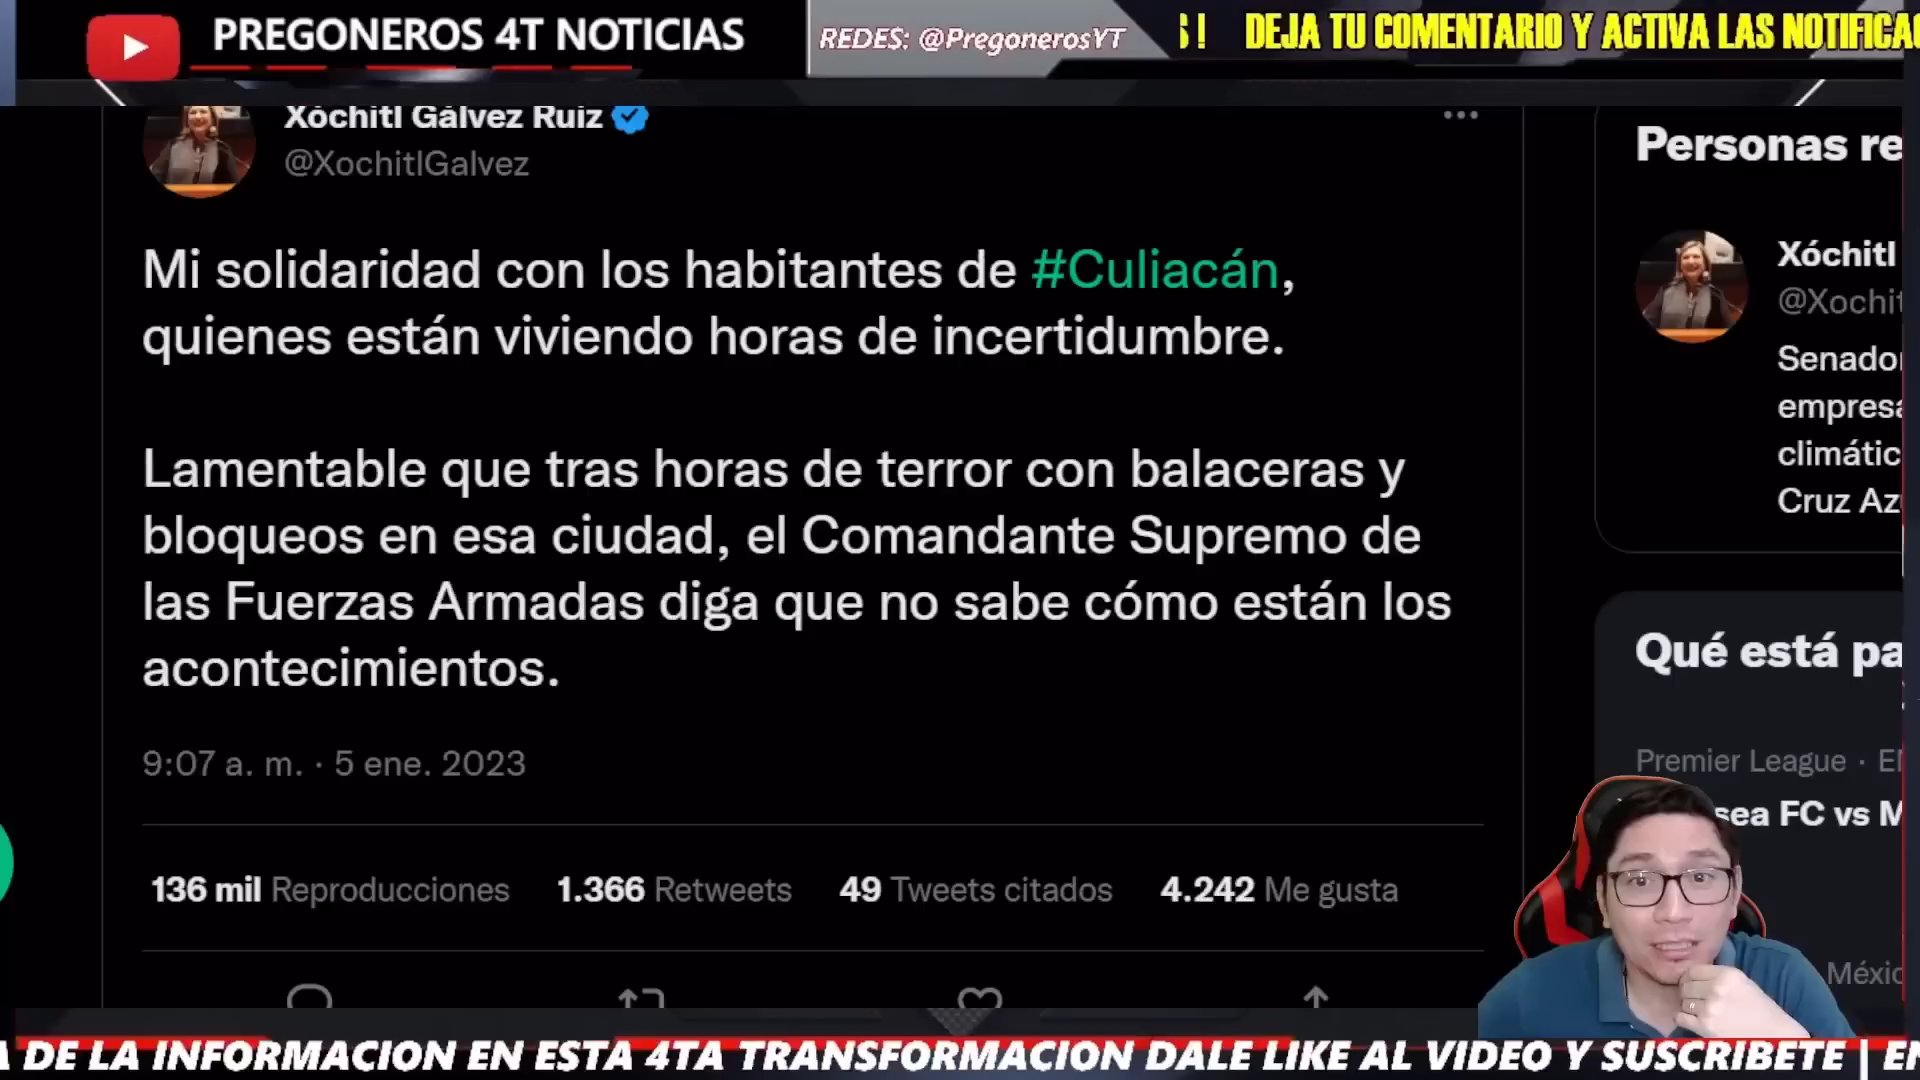 PREGONEROS 4T NOTICIAS
REDES: @PregonerosYT
! DEJA TU COMENTARIO Y ACTIVA LAS NOTIFICA
Xóchitl Gálvez Ruiz
@XochitlGalvez
Mi solidaridad con los habitantes de #Culiacán,
quienes están viviendo horas de incertidumbre.
Lamentable que tras horas de terror con balaceras y
bloqueos en esa ciudad, el Comandante Supremo de
las Fuerzas Armadas diga que no sabe cómo están los
acontecimientos.
9:07 a. m. · 5 ene. 2023
136 mil Reproducciones 1.366 Retweets 49 Tweets citados 4.242 Me gusta
Personas re
Xóchitl
@Xochit
Senado
empresa
climátic
Cruz Az
Qué está pa
Premier League ·
sea FC vs M
Méxic
A DE LA INFORMACION EN ESTA 4TA TRANSFORMACION DALE LIKE AL VIDEO Y SUSCRIBETE | EN